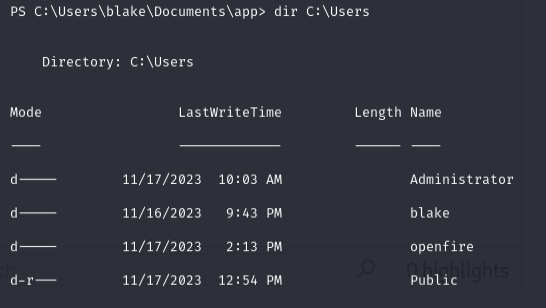 PS C:\Users\blake\Documents\app> dir C:\Users
Directory: C:\Users
Mode LastWriteTime Length Name
---- ------------- ------ ----
d----- 11/17/2023 10:03 AM Administrator
d----- 11/16/2023 9:43 PM blake
d----- 11/17/2023 2:13 PM openfire
d-r--- 11/17/2023 12:54 PM Public
0 highlights